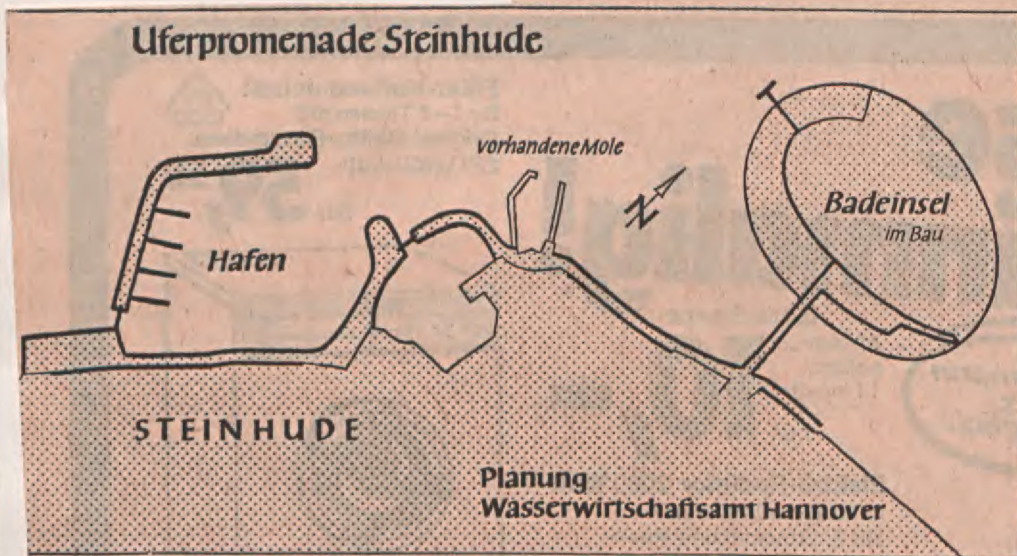 Uferpromenade Steinhude
vorhandene Mole
N
Badeinsel
im Bau
Hafen
STEINHUDE
Planung
Wasserwirtschaftsamt Hannover